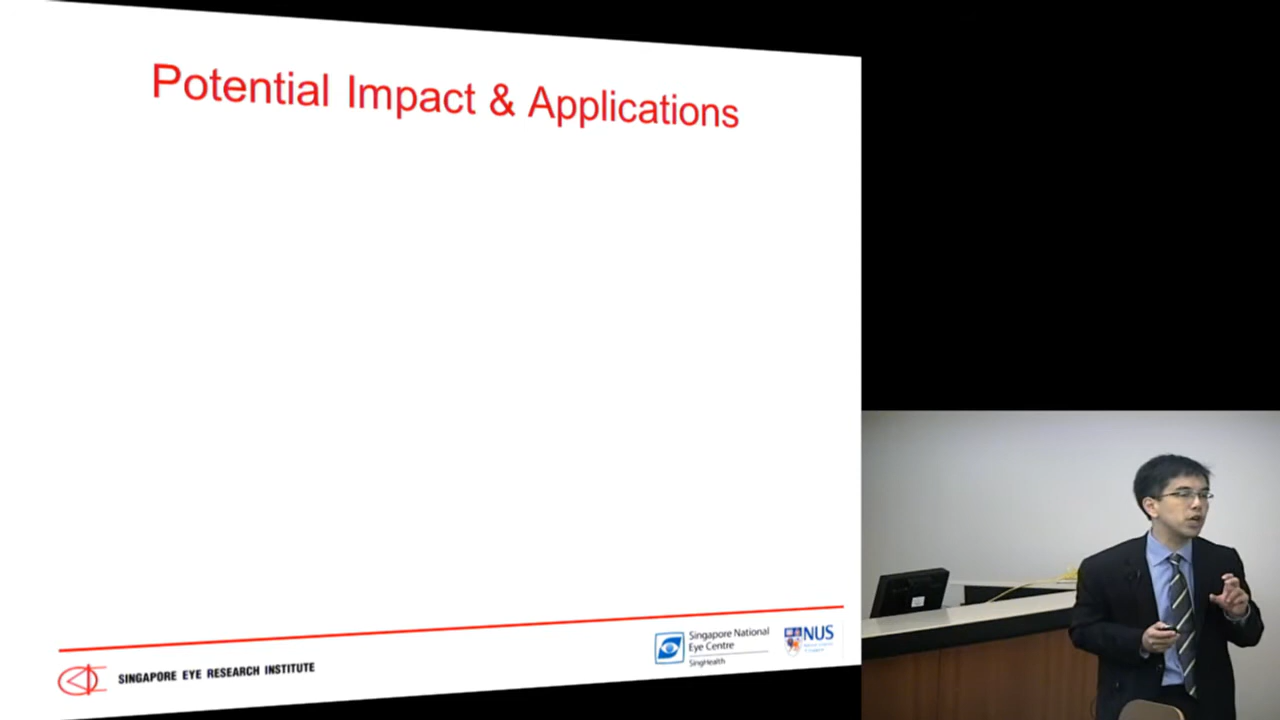 Potential Impact & Applications
SINGAPORE EYE RESEARCH INSTITUTE
Singapore National
Eye Centre
SingHealth
NUS